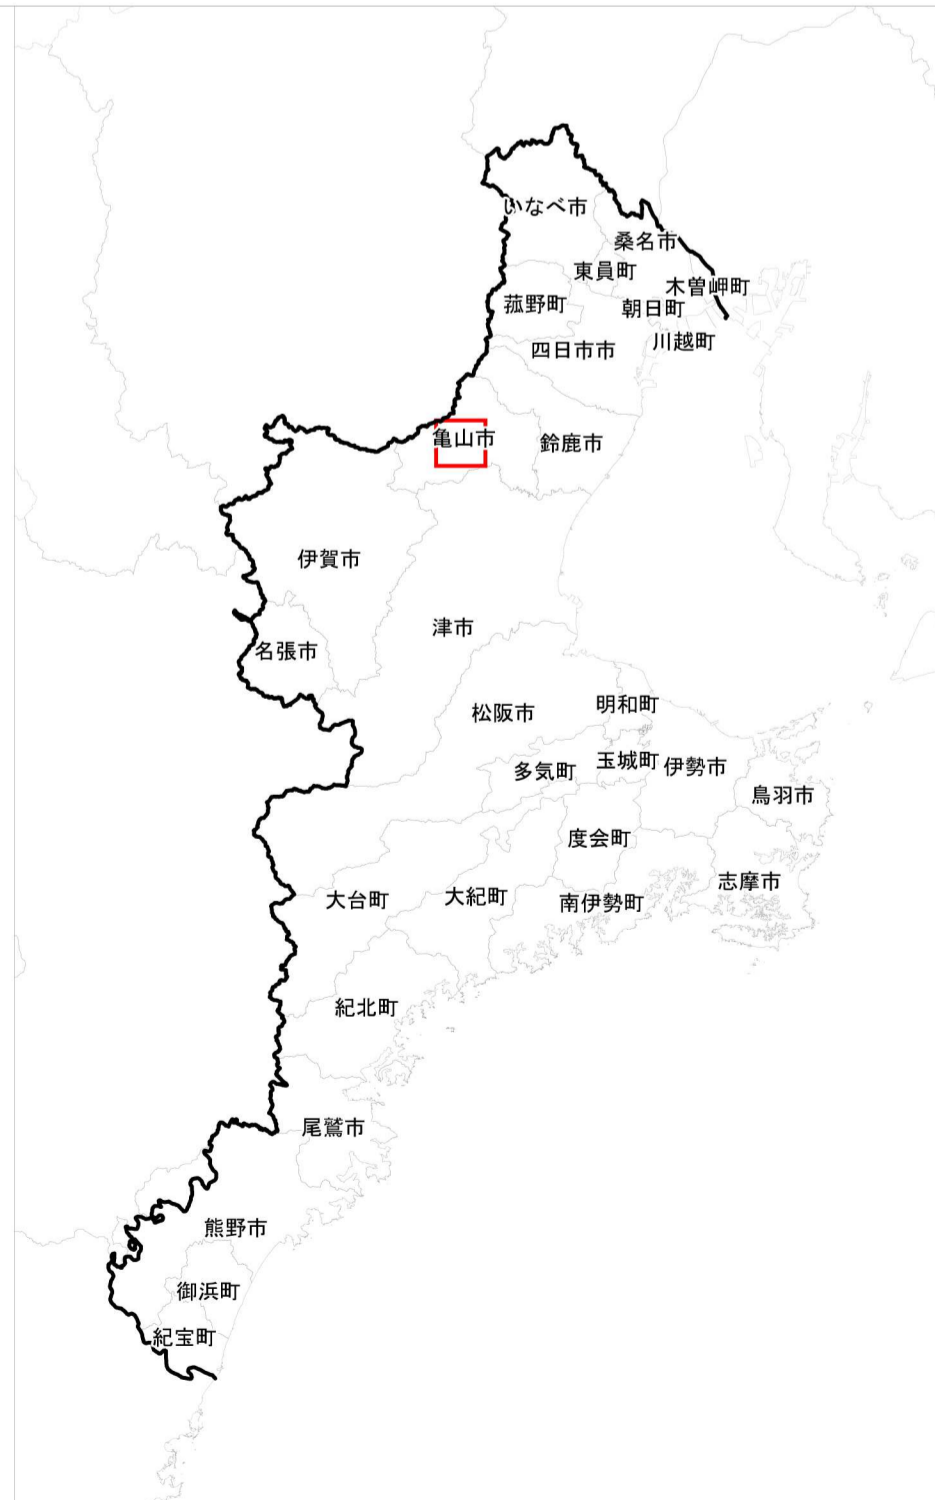 いなべ市
桑名市
東員町
木曽岬町
菰野町
朝日町
川越町
四日市市
亀山市
鈴鹿市
伊賀市
津市
名張市
松阪市
明和町
多気町
玉城町
伊勢市
鳥羽市
度会町
志摩市
大台町
大紀町
南伊勢町
紀北町
尾鷲市
熊野市
御浜町
紀宝町